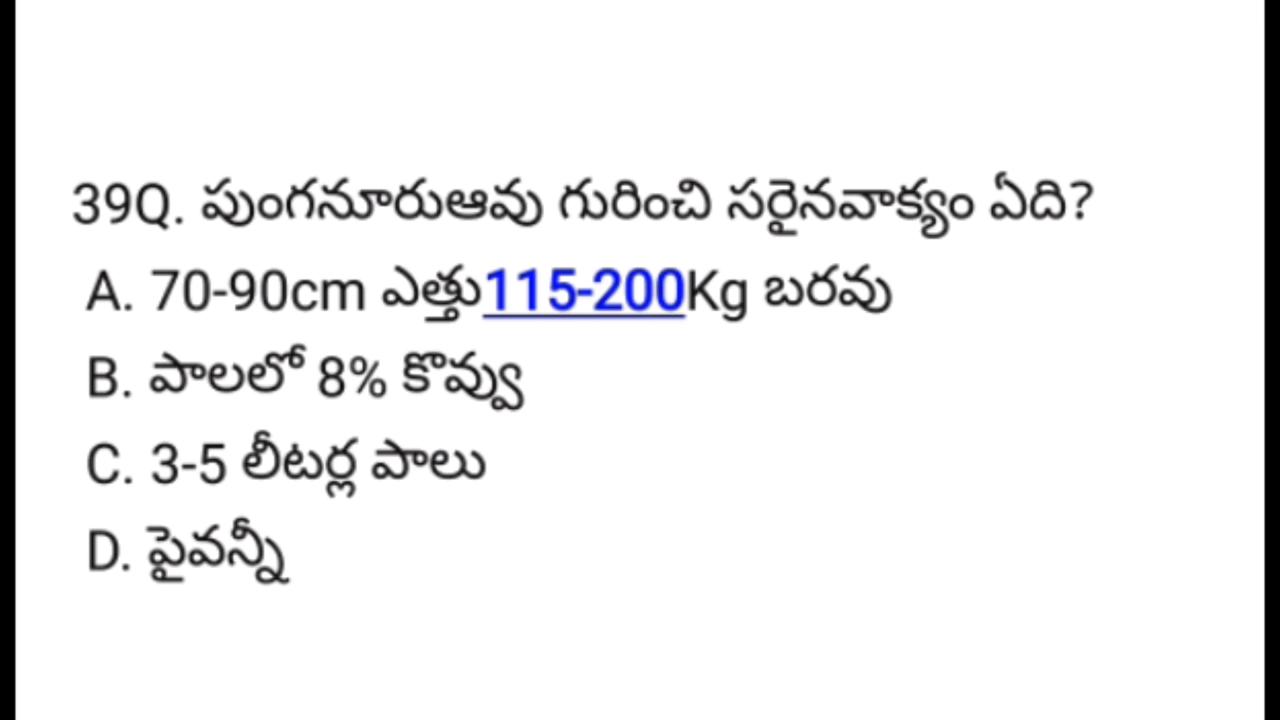 39Q. పుంగనూరుఆవు గురించి సరైనవాక్యం ఏది?
A. 70-90cm ఎత్తు115-200Kg బరవు
B. పాలలో 8% కొవ్వు
C. 3-5 లీటర్ల పాలు
D. పైవన్నీ